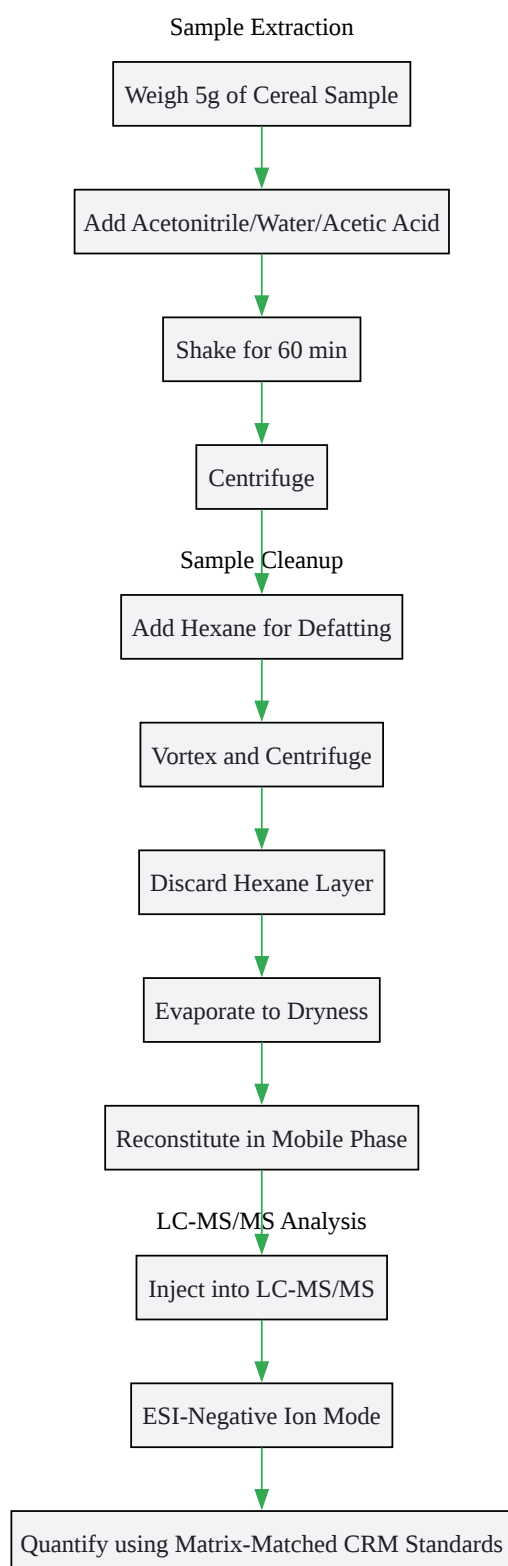 Sample Extraction
Weigh 5g of Cereal Sample
Add Acetonitrile/Water/Acetic Acid
Shake for 60 min
Centrifuge
Sample Cleanup
Add Hexane for Defatting
Vortex and Centrifuge
Discard Hexane Layer
Evaporate to Dryness
Reconstitute in Mobile Phase
LC-MS/MS Analysis
Inject into LC-MS/MS
ESI-Negative Ion Mode
Quantify using Matrix-Matched CRM Standards